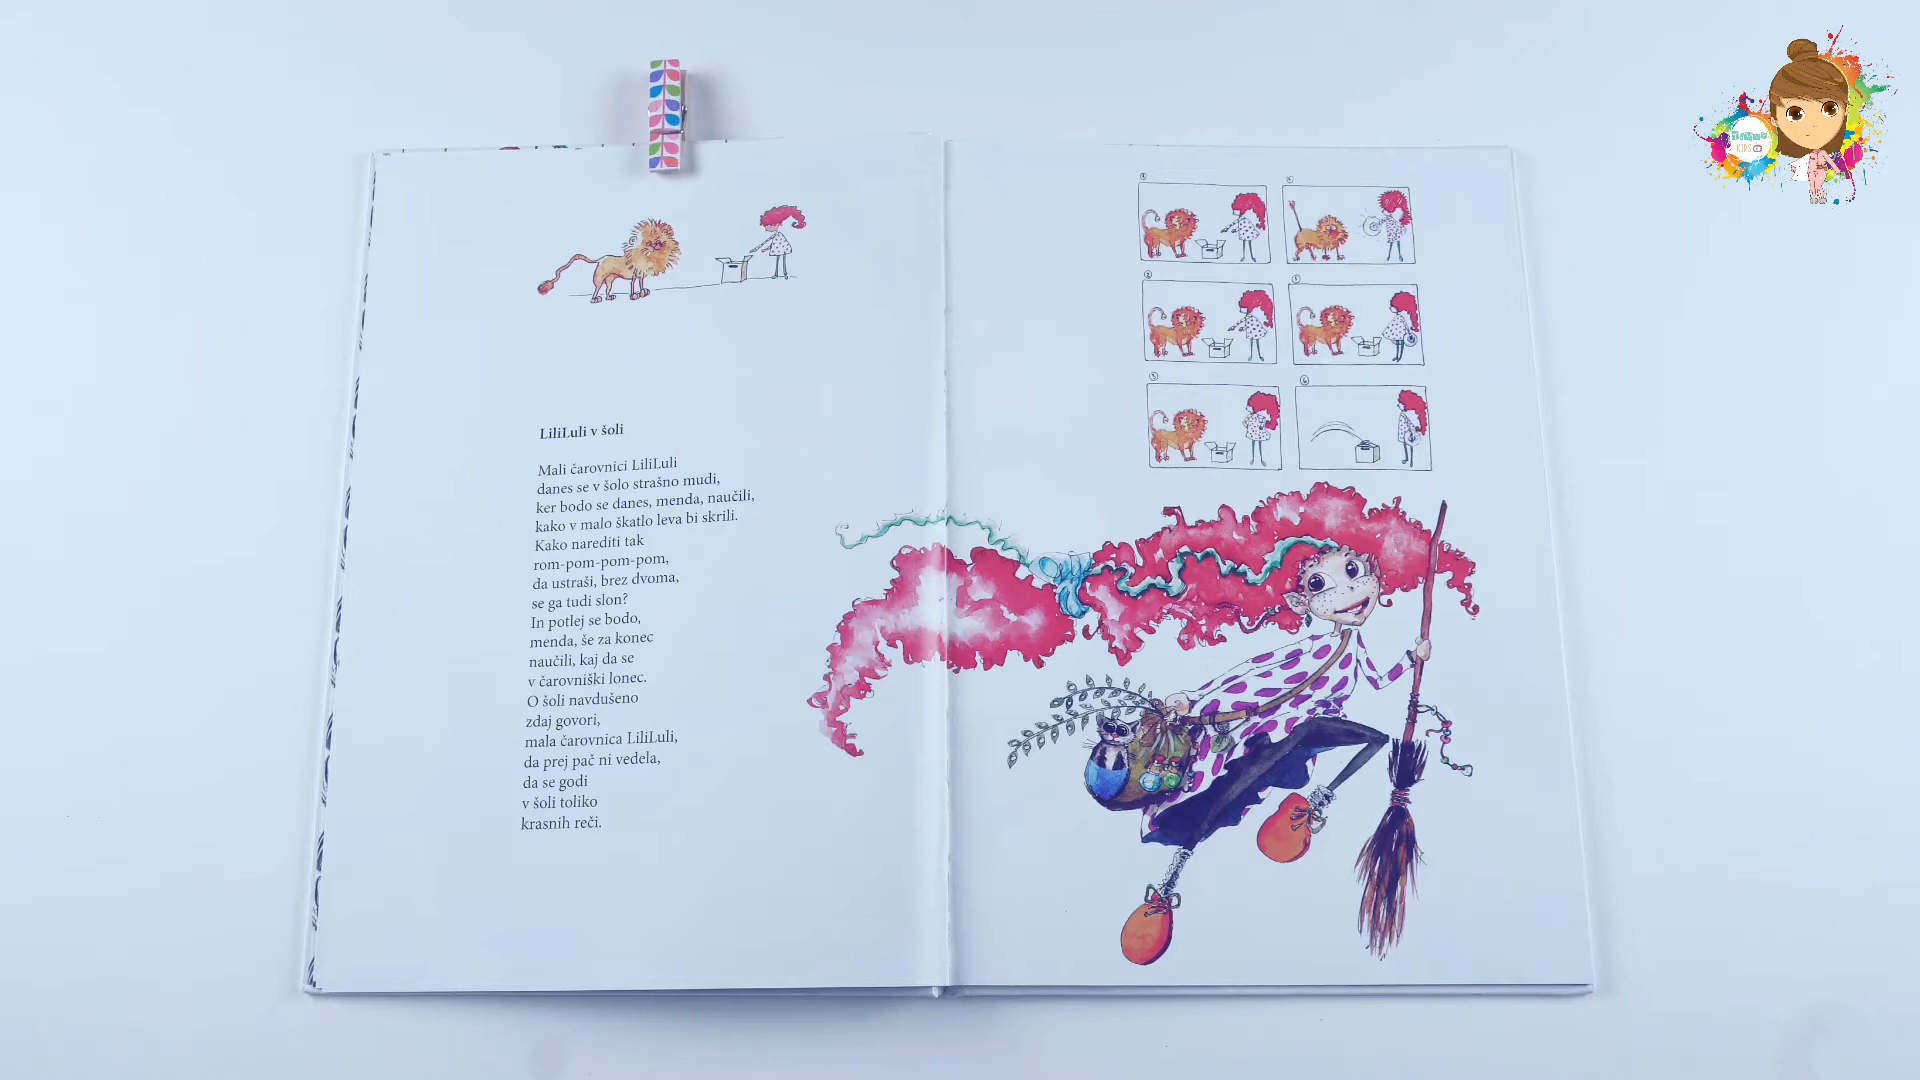 LiliLuli v šoli
Mali čarovnici LiliLuli
danes se v šolo strašno mudi,
ker bodo se danes, menda, naučili,
kako v malo škatlo leva bi skrili.
Kako narediti tak
rom-pom-pom-pom,
da ustraši, brez dvoma,
se ga tudi slon?
In potlej se bodo,
menda, še za konec
naučili, kaj da se
v čarovniški lonec.
O šoli navdušeno
zdaj govori,
mala čarovnica LiliLuli,
da prej pač ni vedela,
da se godi
v šoli toliko
krasnih reči.
KIDS